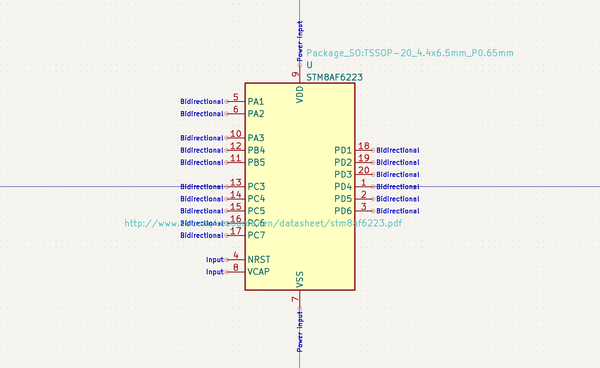 Power input
Package_SO:TSSOP-20_4.4x6.5mm_P0.65mm
U
STM8AF6223
9
VDD
Bidirectional 5 PA1
Bidirectional 6 PA2
Bidirectional 10 PA3
Bidirectional 12 PB4 PD1 18 Bidirectional
Bidirectional 11 PB5 PD2 19 Bidirectional
PD3 20 Bidirectional
Bidirectional 13 PC3 PD4 1 Bidirectional
Bidirectional 14 PC4 PD5 2 Bidirectional
Bidirectional 15 PC5 PD6 3 Bidirectional
Bidirectional 16 PC6
http://www. en/datasheet/stm8af6223.pdf
Bidirectional 17 PC7
Input 4 NRST
Input 8 VCAP
VSS
7
Power input